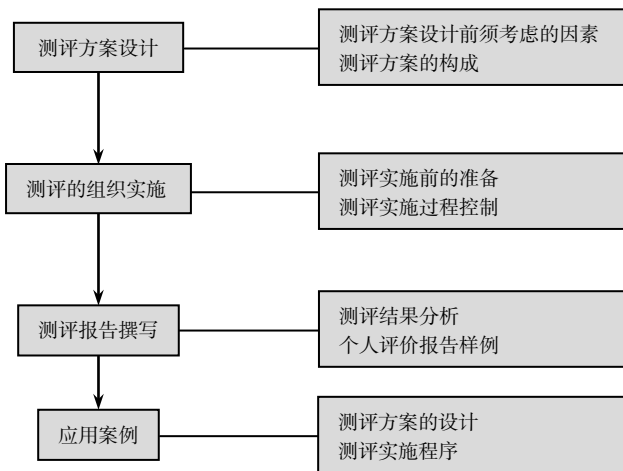 测评方案设计
测评方案设计前须考虑的因素
测评方案的构成
测评的组织实施
测评实施前的准备
测评实施过程控制
测评报告撰写
测评结果分析
个人评价报告样例
应用案例
测评方案的设计
测评实施程序